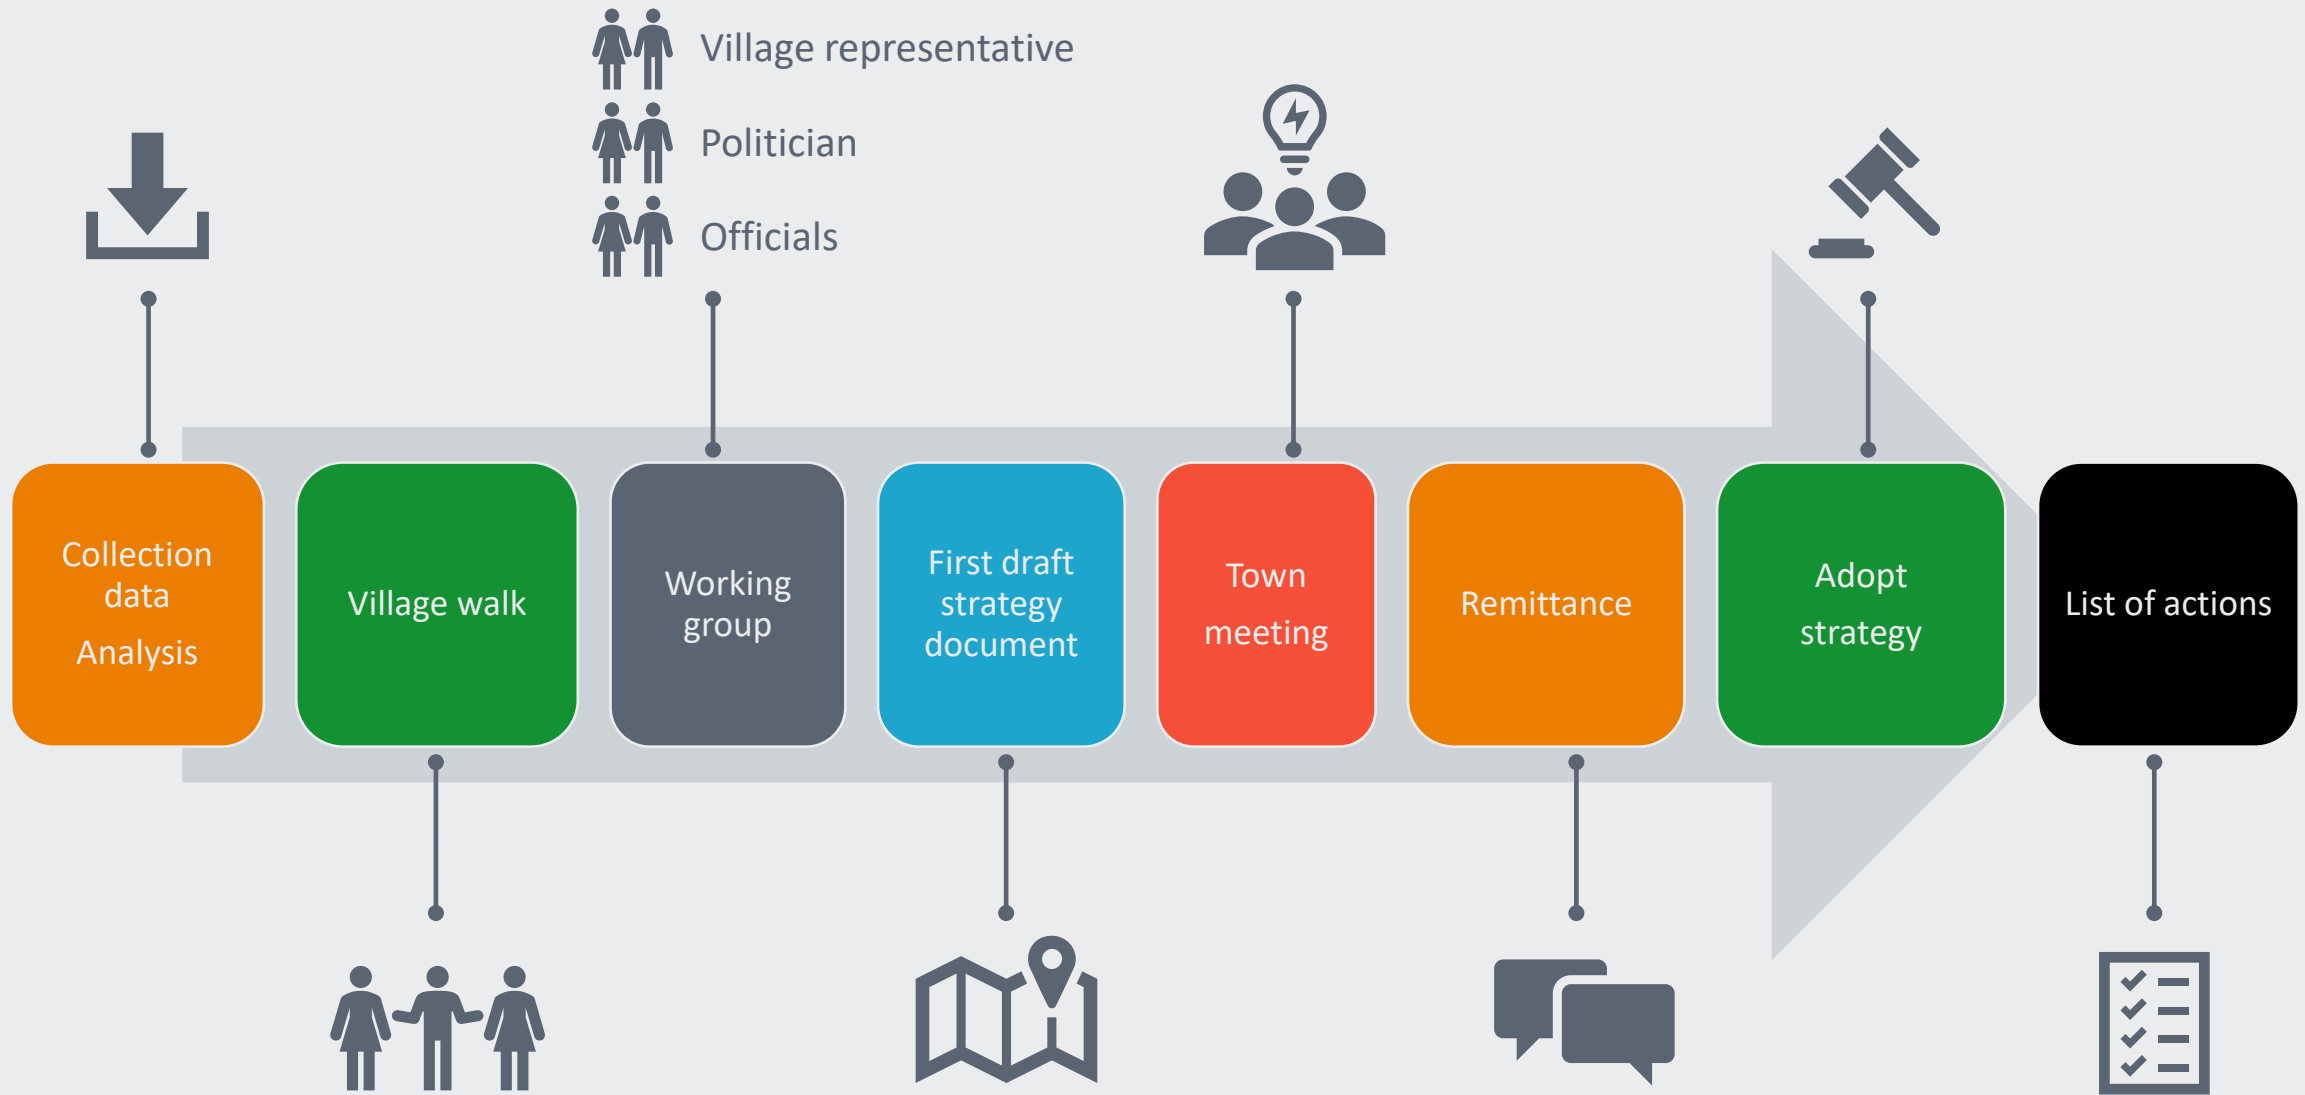 Village representative
Politician
Officials
Collection
data
Analysis
Village walk
Working
group
First draft
strategy
document
Town
meeting
Remittance
Adopt
strategy
List of actions